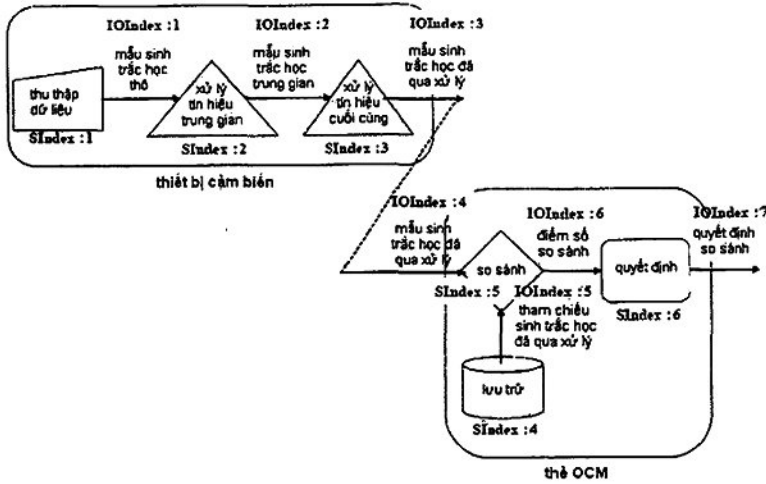 IOIndex :1
mẫu sinh
trắc học
thô
IOIndex :2
mẫu sinh
trắc học
trung gian
IOIndex :3
mẫu sinh
trắc học đã
qua xử lý
thu thập
dữ liệu
SIndex :1
xử lý
tín hiệu
trung gian
SIndex :2
xử lý
tín hiệu
cuối cùng
SIndex :3
thiết bị cảm biến
IOIndex :4
mẫu sinh
trắc học đã
qua xử lý
so sánh
SIndex :5
IOIndex :6
điểm số
so sánh
IOIndex :5
tham chiếu
sinh trắc học
đã qua xử lý
quyết định
SIndex :6
IOIndex :7
quyết định
so sánh
lưu trữ
SIndex :4
thẻ OCM